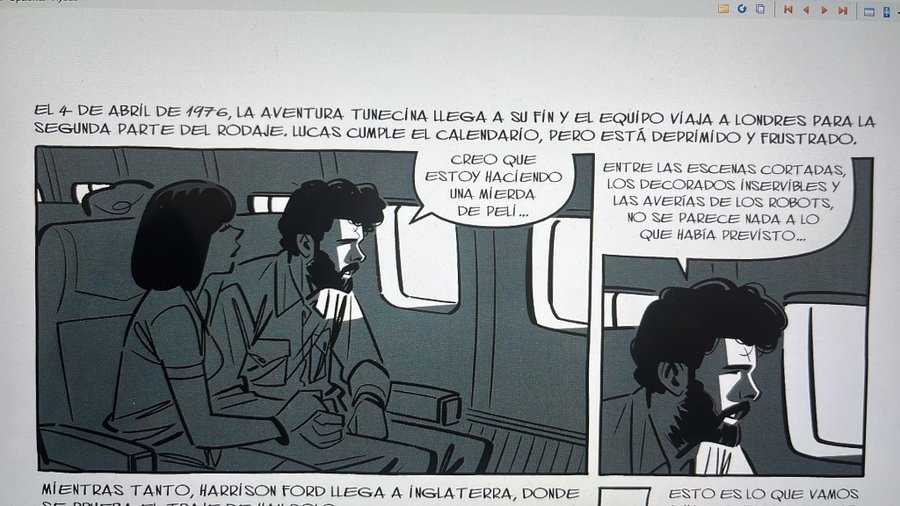 EL 4 DE ABRIL DE 1976, LA AVENTURA TUNECINA LLEGA A SU FIN Y EL EQUIPO VIAJA A LONDRES PARA LA
SEGUNDA PARTE DEL RODAJE. LUCAS CUMPLE EL CALENDARIO, PERO ESTÁ DEPRIMIDO Y FRUSTRADO.
CREO QUE
ESTOY HACIENDO
UNA MIERDA
DE PELI...
ENTRE LAS ESCENAS CORTADAS,
LOS DECORADOS INSERVIBLES Y
LAS AVERÍAS DE LOS ROBOTS,
NO SE PARECE NADA A LO
QUE HABÍA PREVISTO...
MIENTRAS TANTO, HARRISON FORD LLEGA A INGLATERRA, DONDE
ESTO ES LO QUE VAMOS